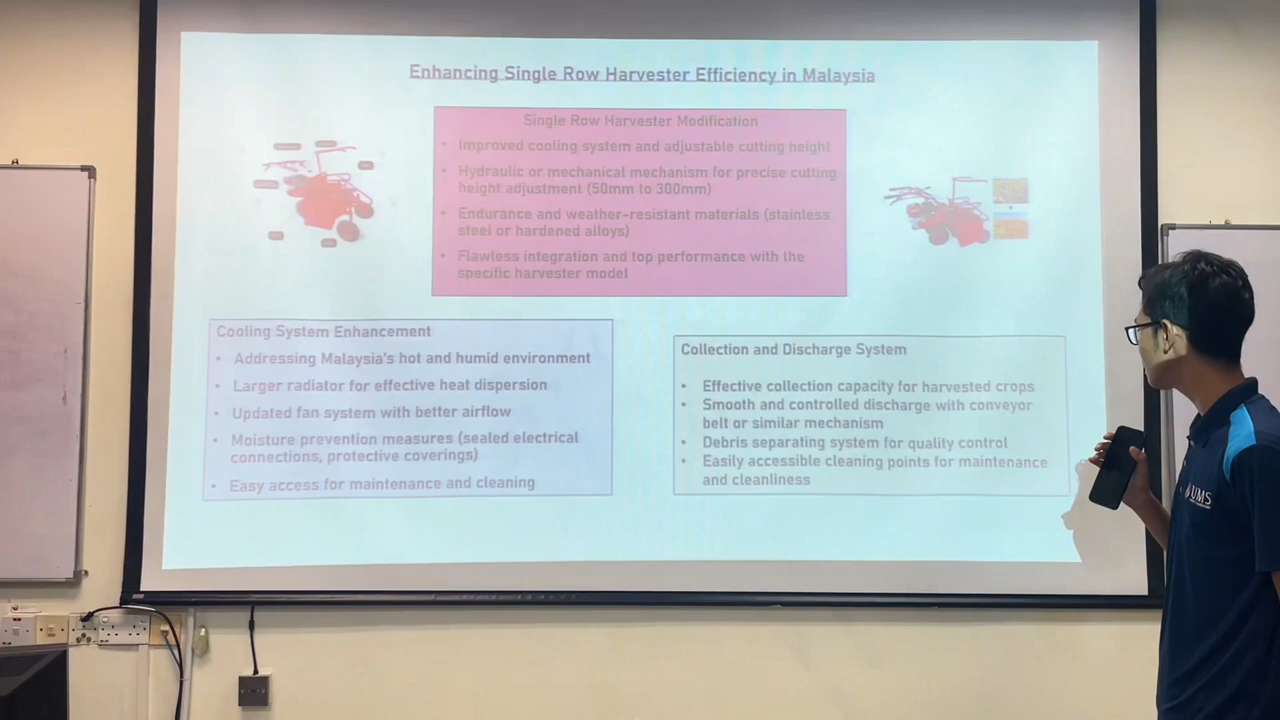 Enhancing Single Row Harvester Efficiency in Malaysia
Single Row Harvester Modification
• Improved cooling system and adjustable cutting height
• Hydraulic or mechanical mechanism for precise cutting
height adjustment (50mm to 300mm)
• Endurance and weather-resistant materials (stainless
steel or hardened alloys)
• Flawless integration and top performance with the
specific harvester model
Cooling System Enhancement
• Addressing Malaysia's hot and humid environment
• Larger radiator for effective heat dispersion
• Updated fan system with better airflow
• Moisture prevention measures (sealed electrical
connections, protective coverings)
• Easy access for maintenance and cleaning
Collection and Discharge System
• Effective collection capacity for harvested crops
• Smooth and controlled discharge with conveyor
belt or similar mechanism
• Debris separating system for quality control
• Easily accessible cleaning points for maintenance
and cleanliness
UMS